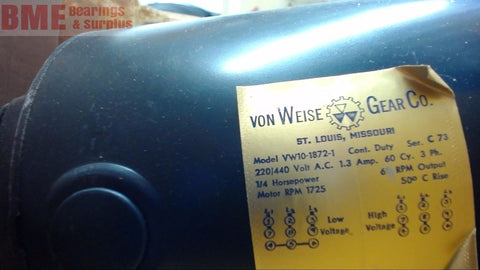 BME Bearings
& Surplus
VON WEISE GEAR CO.
ST. LOUIS, MISSOURI
Model VW10-1872-1 Cont. Duty Ser. C 73
220/440 Volt A.C. 1.3 Amp. 60 Cy. 3 Ph.
1/4 Horsepower RPM Output
Motor RPM 1725 50° C Rise
Low Voltage
High Voltage